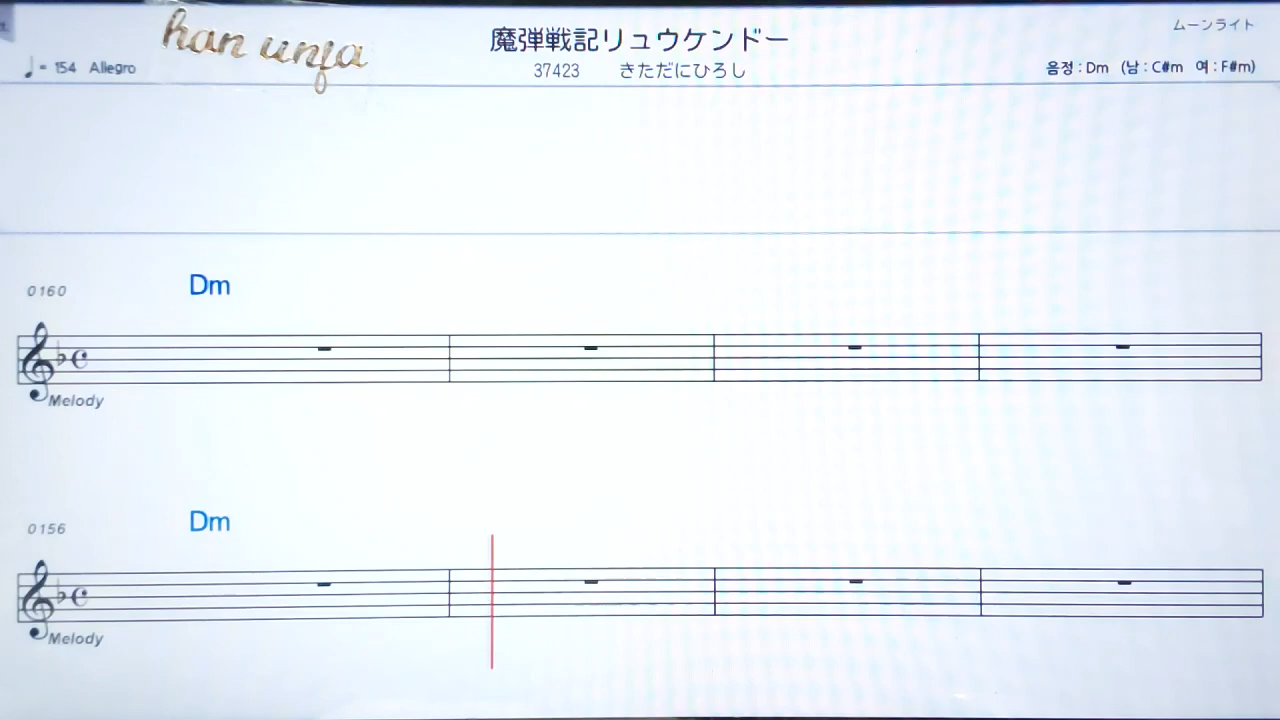 han unfa
魔弾戦記リュウケンドー
ムーンライト
♩= 154 Allegro
37423 きただにひろし
음정 : Dm (남 : C#m 여 : F#m)
0160
Dm
Melody
0156
Dm
Melody